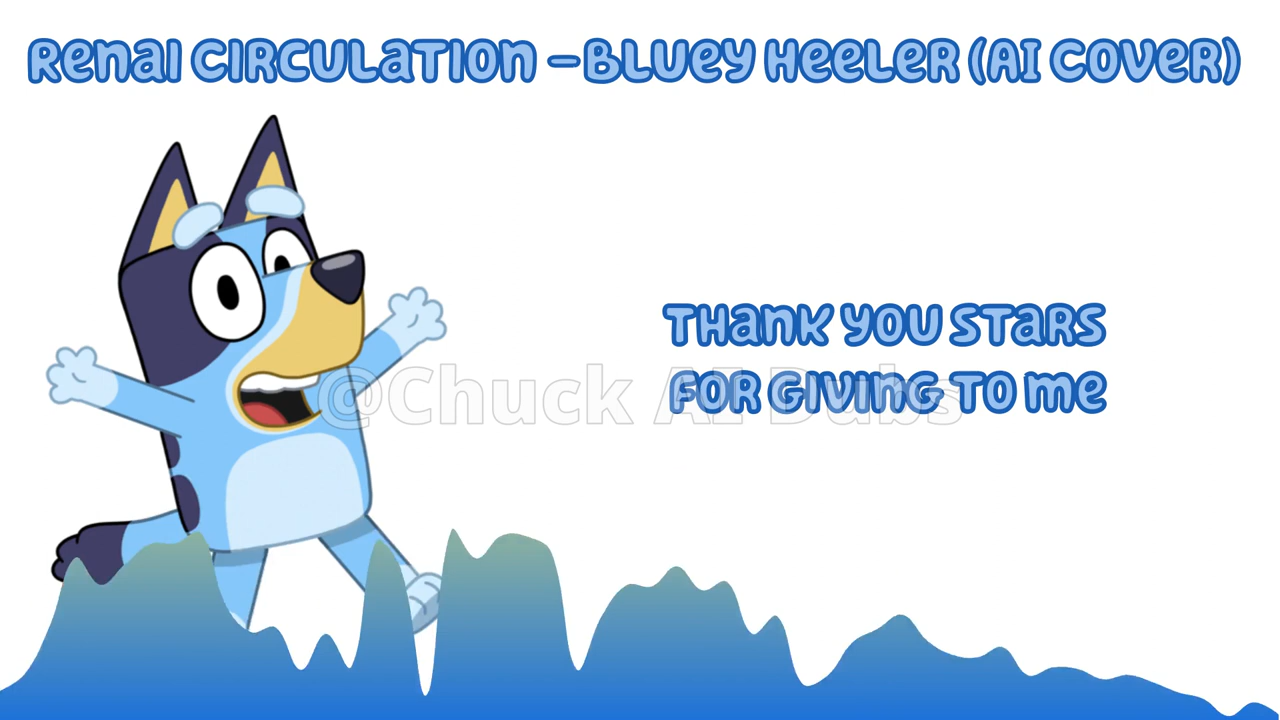 Renai Circulation -Bluey Heeler (AI Cover)
Thank you stars
@Chuck AI Dubs
for giving to me